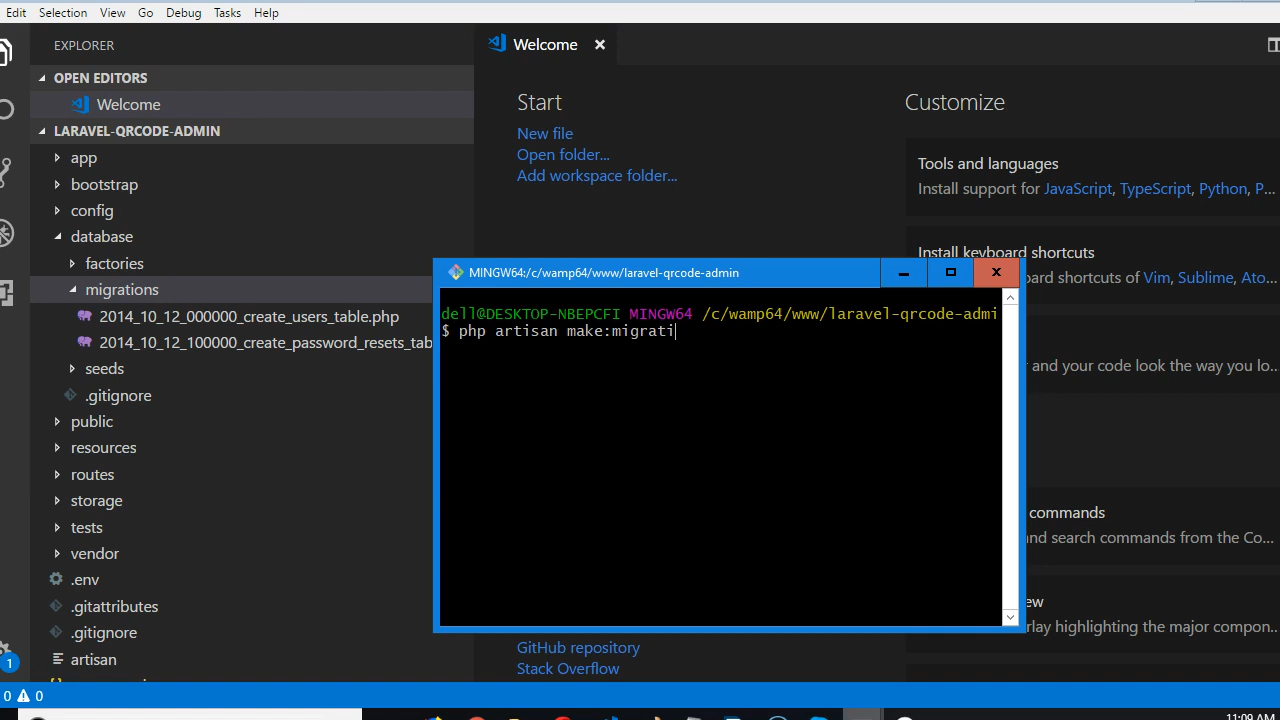 Edit Selection View Go Debug Tasks Help
EXPLORER
OPEN EDITORS
Welcome
LARAVEL-QRCODE-ADMIN
app
bootstrap
config
database
factories
migrations
2014_10_12_000000_create_users_table.php
2014_10_12_100000_create_password_resets_tab
seeds
.gitignore
public
resources
routes
storage
tests
vendor
.env
.gitattributes
.gitignore
artisan
Welcome
Start
New file
Open folder...
Add workspace folder...
Customize
Tools and languages
Install support for JavaScript, TypeScript, Python, P...
Install keyboard shortcuts
ard shortcuts of Vim, Sublime, Ato...
and your code look the way you lo...
commands
and search commands from the Co...
ew
rlay highlighting the major compon...
MINGW64:/c/wamp64/www/laravel-qrcode-admin
dell@DESKTOP-NBEPCFI MINGW64 /c/wamp64/www/laravel-qrcode-admi
$ php artisan make:migrati
GitHub repository
Stack Overflow
1
0 0
11:09 AM